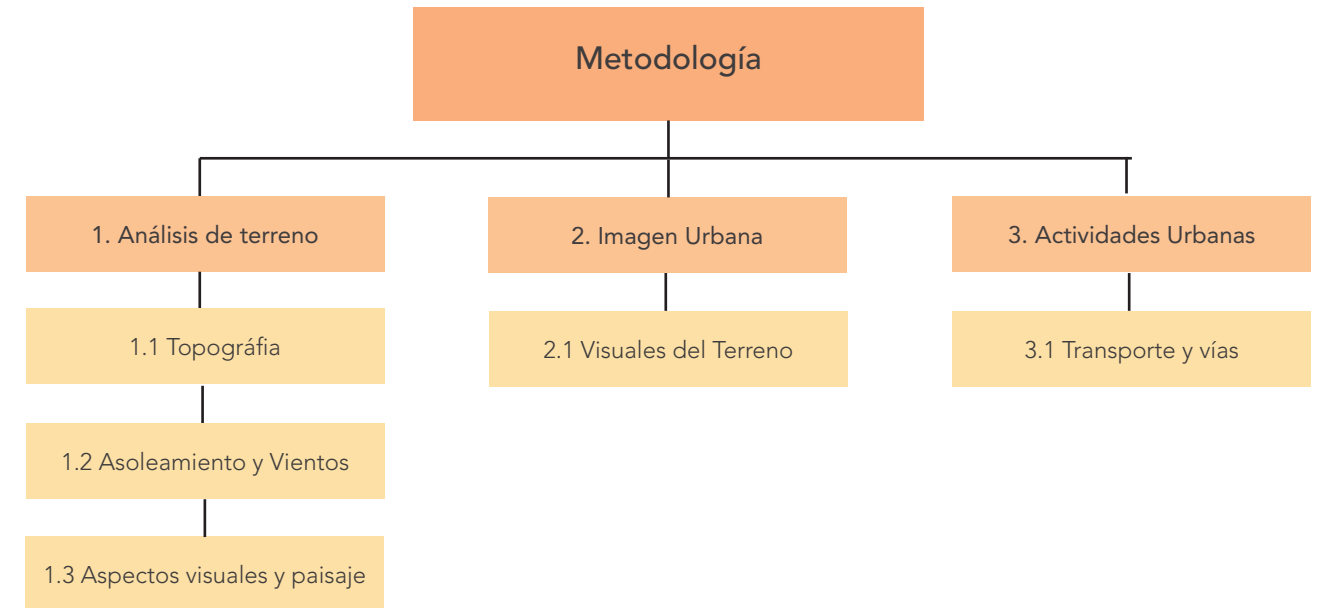 Metodología
1. Análisis de terreno
2. Imagen Urbana
3. Actividades Urbanas
1.1 Topográfia
2.1 Visuales del Terreno
3.1 Transporte y vías
1.2 Asoleamiento y Vientos
1.3 Aspectos visuales y paisaje